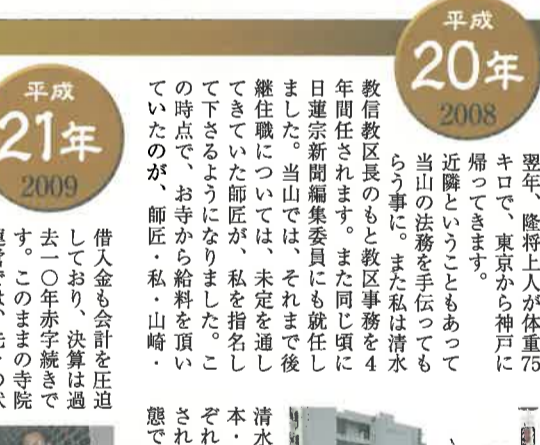 平成
20年
2008
翌年、隆将上人が体重75
キロで、東京から神戸に
帰ってきます。
近隣ということもあって
当山の法務を手伝っても
らう事に。また私は清水
教信教区長のもと教区事務を4
年間任されます。また同じ頃に
日蓮宗新聞編集委員にも就任し
ました。当山では、それまで後
継住職については、未定を通し
てきていた師匠が、私を指名し
て下さるようになりました。こ
の時点で、お寺から給料を頂い
ていたのが、師匠・私・山崎・
清水
本・
ぞれ
され
態で
平成
21年
2009
借入金も会計を圧迫
しており、決算は過
去一〇年赤字続きで
す。このままの寺院